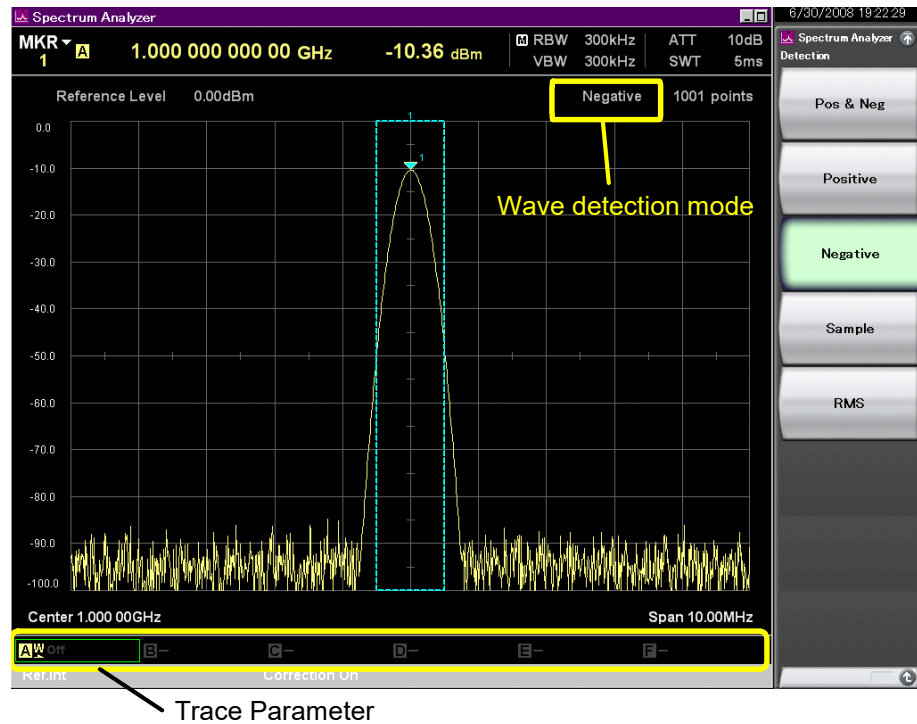 Spectrum Analyzer
6/30/2008 19:22:29
MKR 1 A 1.000 000 000 00 GHz -10.36 dBm
M RBW 300kHz ATT 10dB
VBW 300kHz SWT 5ms
Spectrum Analyzer
Detection
Reference Level 0.00dBm Negative 1001 points
Pos & Neg
Positive
Negative
Sample
RMS
1
1
Wave detection mode
0.0
-10.0
-20.0
-30.0
-40.0
-50.0
-60.0
-70.0
-80.0
-90.0
-100.0
Center 1.000 00GHz Span 10.00MHz
A W Off B- C- D- E- F-
Ref.Int Correction On
Trace Parameter